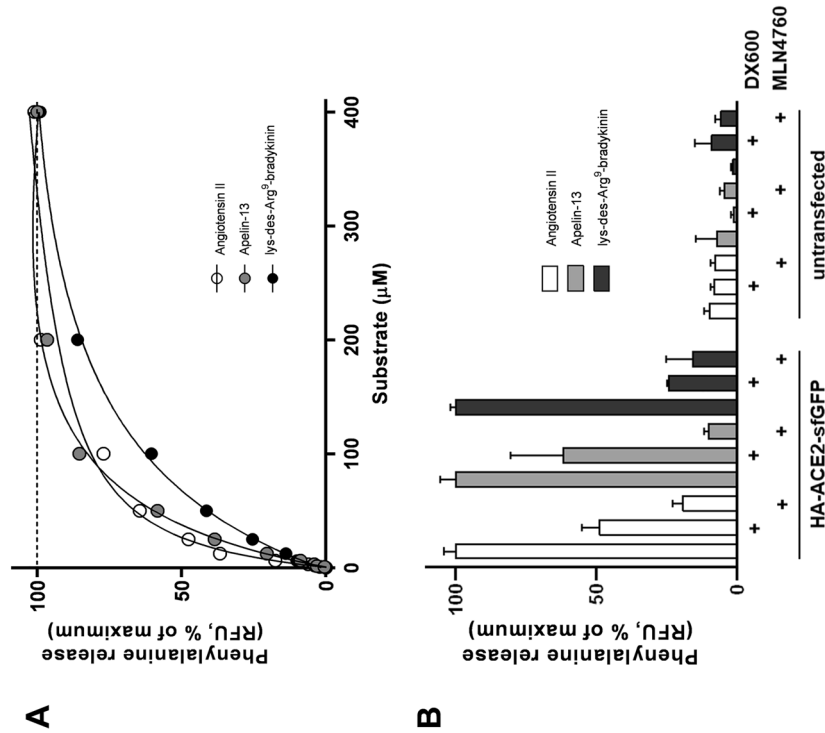 A
Phenylalanine release
(RFU, % of maximum)
100
50
0
0
100
200
300
400
Substrate (μM)
Angiotensin II
Apelin-13
lys-des-Arg9-bradykinin
B
Phenylalanine release
(RFU, % of maximum)
100
50
0
Angiotensin II
Apelin-13
lys-des-Arg9-bradykinin
+ + + + + + DX600
+ + + + + + MLN4760
HA-ACE2-sfGFP
untransfected